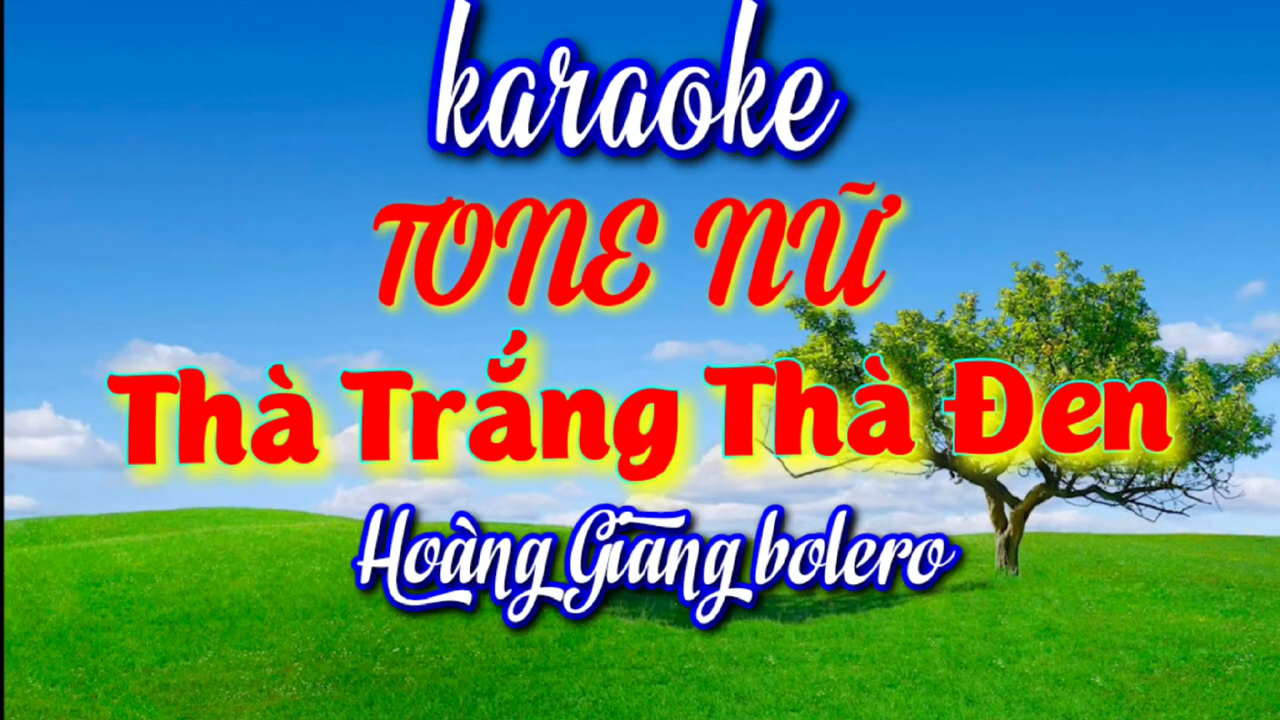 karaoke
TONE NỮ
Thà Trắng Thà Đen
Hoàng Giang bolero